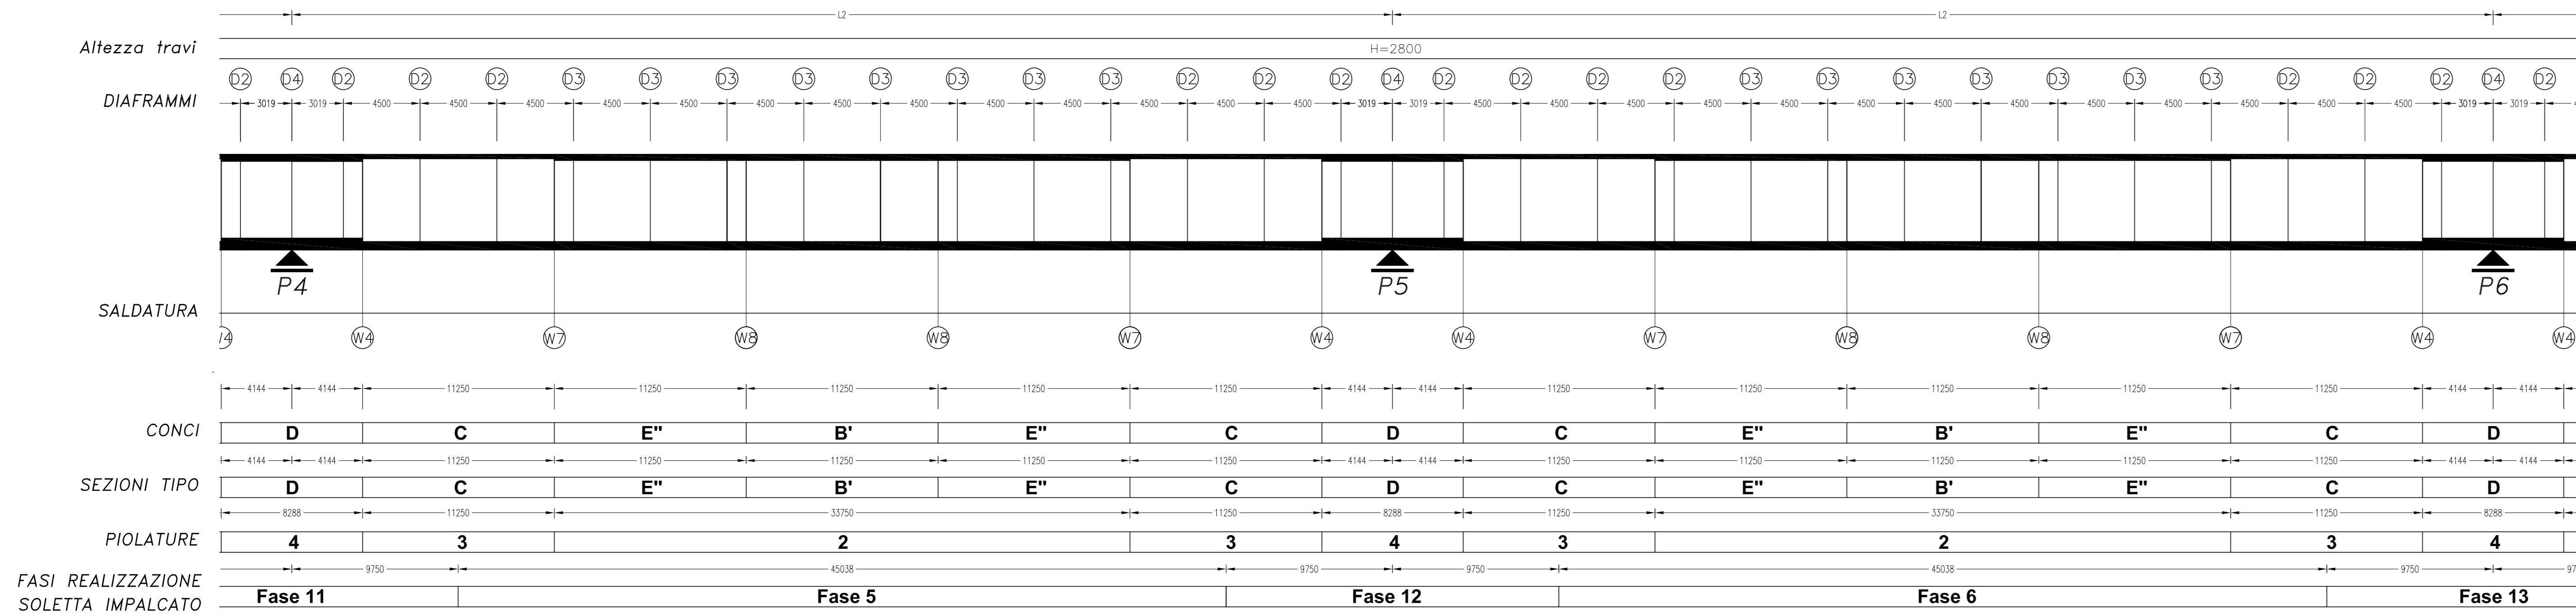 L2 L2
Altezza travi H=2800
D2 D4 D2 D2 D2 D3 D3 D3 D3 D3 D3 D3 D3 D2 D2 D2 D4 D2 D2 D2 D2 D3 D3 D3 D3 D3 D3 D3 D2 D2 D2 D4 D2
DIAFRAMMI 3019 3019 4500 4500 4500 4500 4500 4500 4500 4500 4500 4500 4500 4500 4500 3019 3019 4500 4500 4500 4500 4500 4500 4500 4500 4500 4500 4500 4500 4500 3019 3019
P4 P5 P6
SALDATURA
W4 W7 W8 W8 W7 W4 W4 W7 W8 W8 W7 W4 W4
4144 4144 11250 11250 11250 11250 11250 4144 4144 11250 11250 11250 11250 11250 4144 4144
CONCI D C E" B' E" C D C E" B' E" C D
4144 4144 11250 11250 11250 11250 11250 4144 4144 11250 11250 11250 11250 11250 4144 4144
SEZIONI TIPO D C E" B' E" C D C E" B' E" C D
8288 11250 33750 11250 8288 11250 33750 11250 8288
PIOLATURE 4 3 2 3 4 3 2 3 4
9750 45038 9750 9750 45038 9750
FASI REALIZZAZIONE
SOLETTA IMPALCATO Fase 11 Fase 5 Fase 12 Fase 6 Fase 13